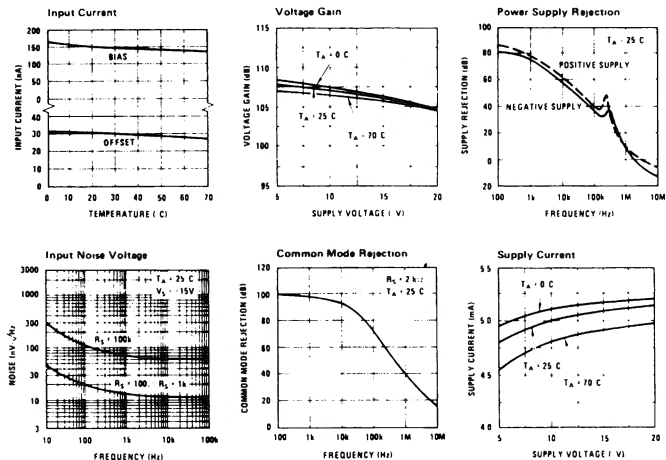 Input Current
INPUT CURRENT (nA)
200
150
100
50
0
40
30
20
10
0
BIAS
OFFSET
0 10 20 30 40 50 60 70
TEMPERATURE ( C)
Voltage Gain
VOLTAGE GAIN (dB)
115
110
105
100
95
TA = 0 C
TA = 25 C
TA = 70 C
5 10 15 20
SUPPLY VOLTAGE ( V)
Power Supply Rejection
SUPPLY REJECTION (dB)
100
80
60
40
20
0
20
TA = 25 C
POSITIVE SUPPLY
NEGATIVE SUPPLY
100 1k 10k 100k 1M 10M
FREQUENCY (Hz)
Input Noise Voltage
NOISE (nV √Hz)
3000
1000
300
100
30
10
3
TA = 25 C
VS = -15V
RS = 100k
RS = 100, RS = 1k
10 100 1k 10k 100k
FREQUENCY (Hz)
Common Mode Rejection
COMMON MODE REJECTION (dB)
120
100
80
60
40
20
0
RS = 2 kΩ
TA = 25 C
100 1k 10k 100k 1M 10M
FREQUENCY (Hz)
Supply Current
SUPPLY CURRENT (mA)
5.5
5.0
4.5
4.0
TA = 0 C
TA = 25 C
TA = 70 C
5 10 15 20
SUPPLY VOLTAGE ( V)